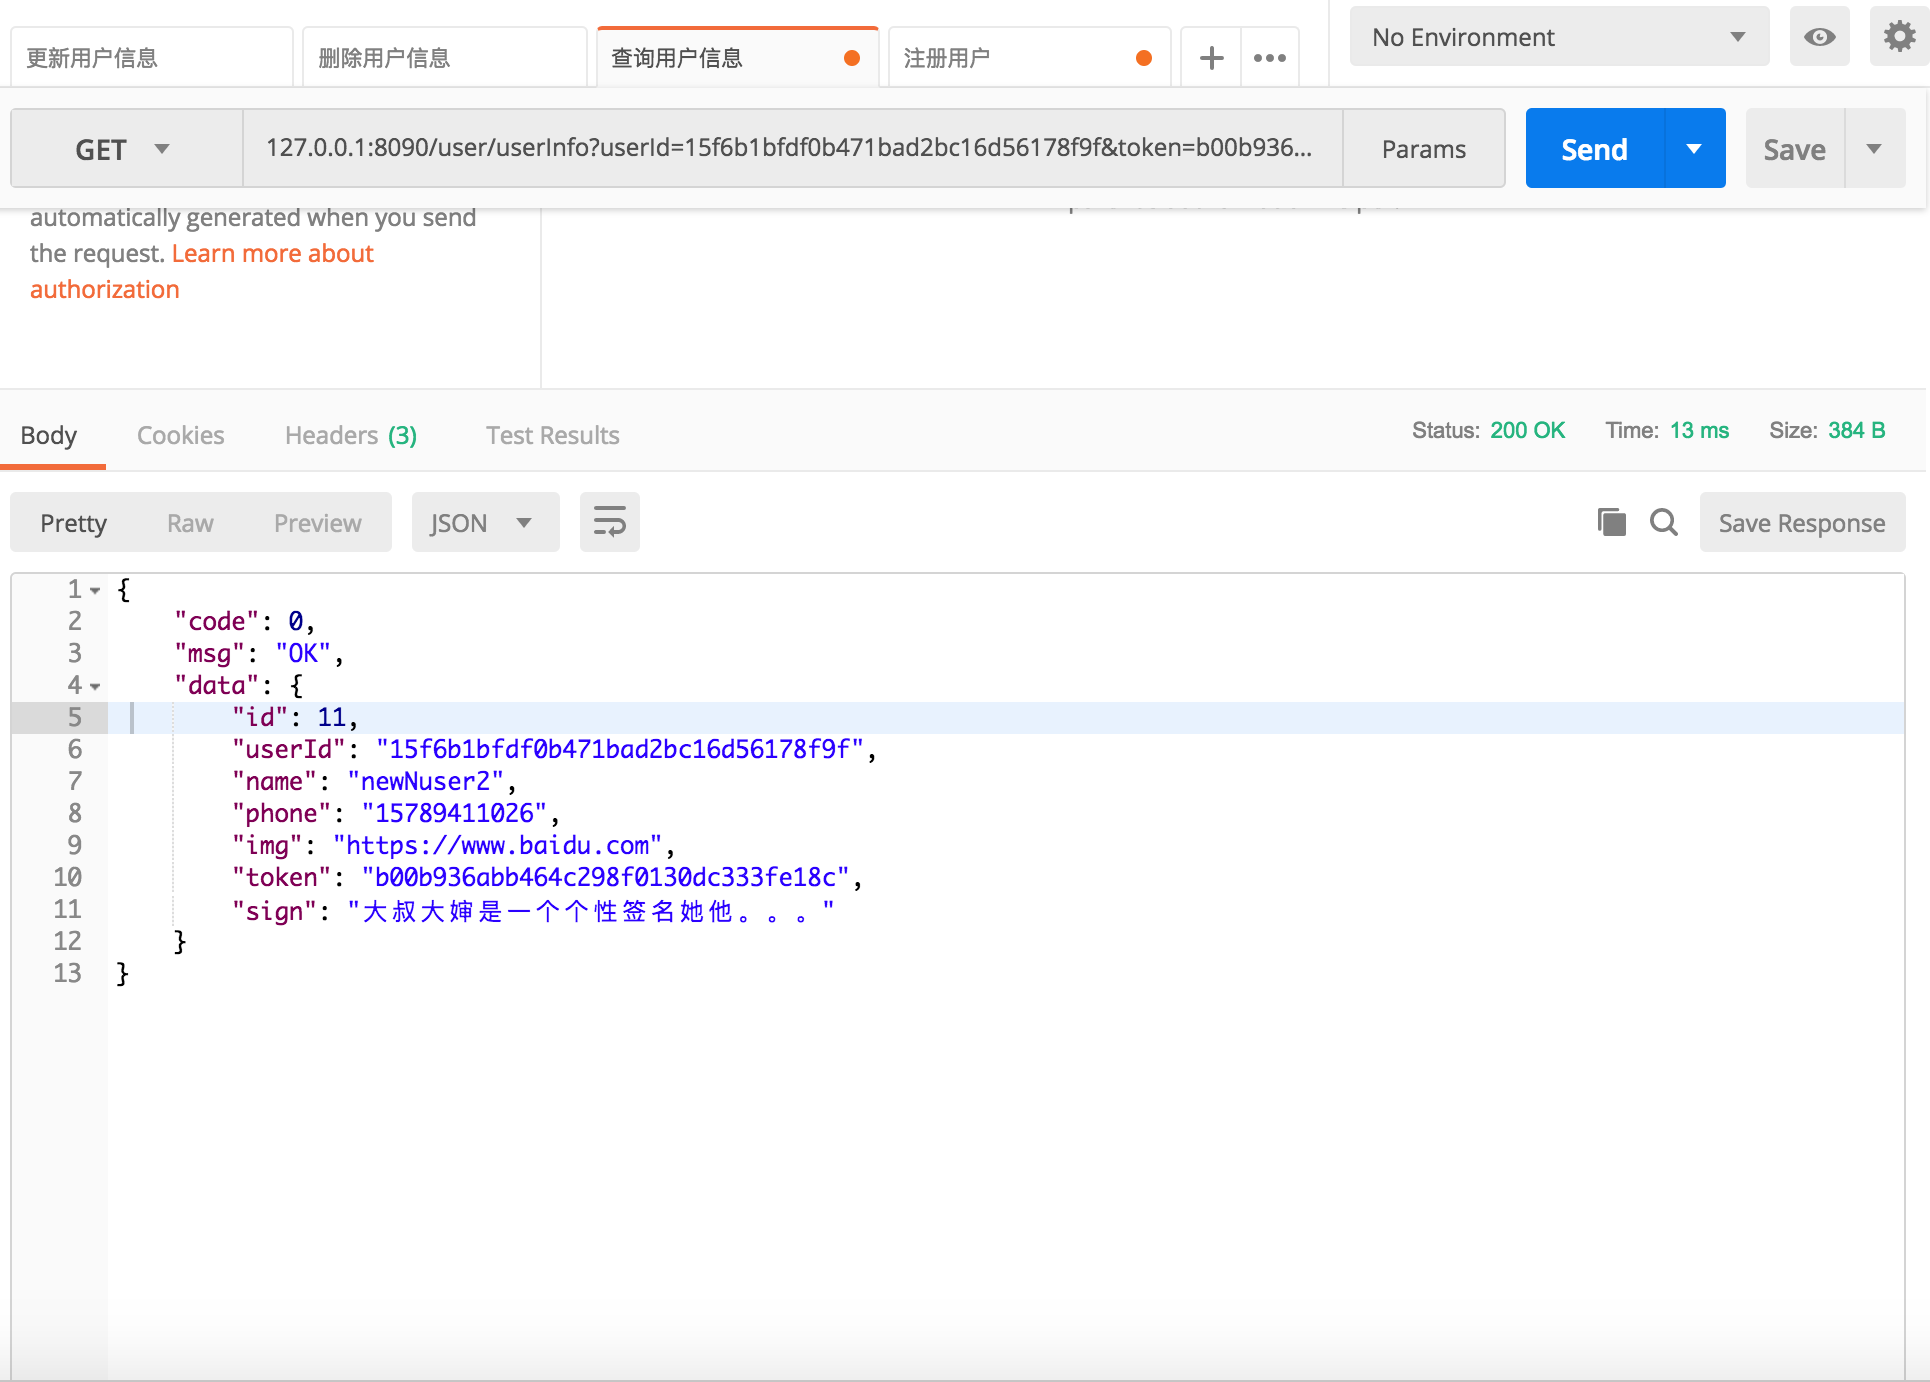 更新用户信息
删除用户信息
查询用户信息
注册用户
No Environment
GET
127.0.0.1:8090/user/userInfo?userId=15f6b1bfdf0b471bad2bc16d56178f9f&token=b00b936...
Params
Send
Save
automatically generated when you send
the request. Learn more about
authorization
Body
Cookies
Headers (3)
Test Results
Status: 200 OK
Time: 13 ms
Size: 384 B
Pretty
Raw
Preview
JSON
Save Response
1 {
2 "code": 0,
3 "msg": "OK",
4 "data": {
5 "id": 11,
6 "userId": "15f6b1bfdf0b471bad2bc16d56178f9f",
7 "name": "newNuser2",
8 "phone": "15789411026",
9 "img": "https://www.baidu.com",
10 "token": "b00b936abb464c298f0130dc333fe18c",
11 "sign": "大叔大婶是一个个性签名她他。。。"
12 }
13 }